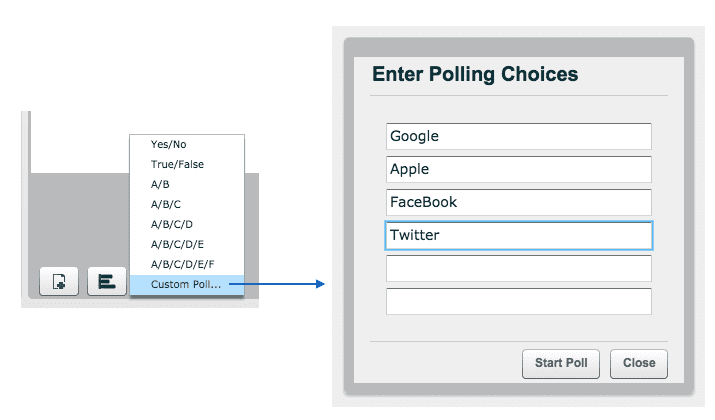 Yes/No
True/False
A/B
A/B/C
A/B/C/D
A/B/C/D/E
A/B/C/D/E/F
Custom Poll...
Enter Polling Choices
Google
Apple
FaceBook
Twitter
Start Poll
Close